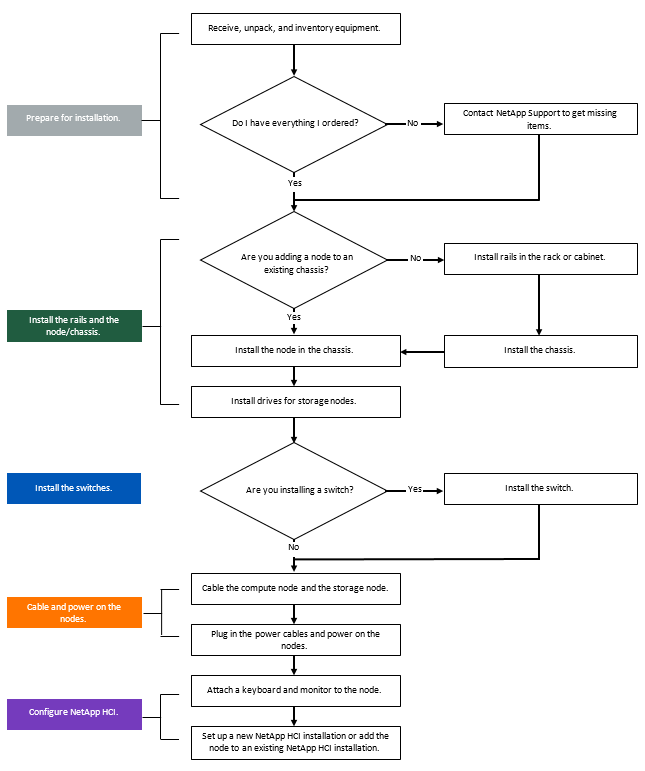 Receive, unpack, and inventory equipment.
Prepare for installation.
Do I have everything I ordered?
No
Contact NetApp Support to get missing
items.
Yes
Are you adding a node to an
existing chassis?
No
Install rails in the rack or cabinet.
Yes
Install the rails and the
node/chassis.
Install the node in the chassis.
Install the chassis.
Install drives for storage nodes.
Install the switches.
Are you installing a switch?
Yes
Install the switch.
No
Cable and power on the
nodes.
Cable the compute node and the storage node.
Plug in the power cables and power on the
nodes.
Configure NetApp HCI.
Attach a keyboard and monitor to the node.
Set up a new NetApp HCI installation or add the
node to an existing NetApp HCI installation.